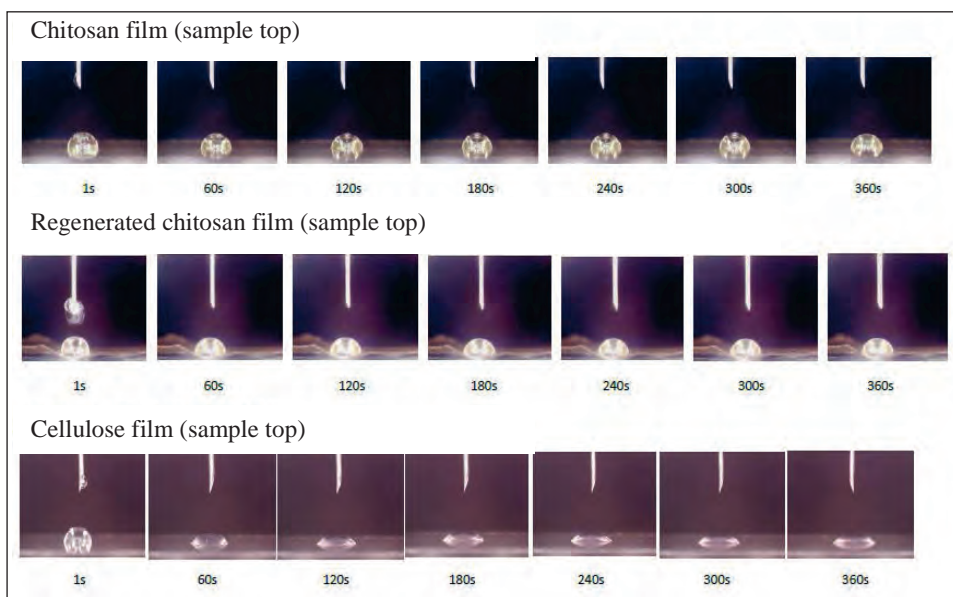 Chitosan film (sample top)
1s 60s 120s 180s 240s 300s 360s
Regenerated chitosan film (sample top)
1s 60s 120s 180s 240s 300s 360s
Cellulose film (sample top)
1s 60s 120s 180s 240s 300s 360s